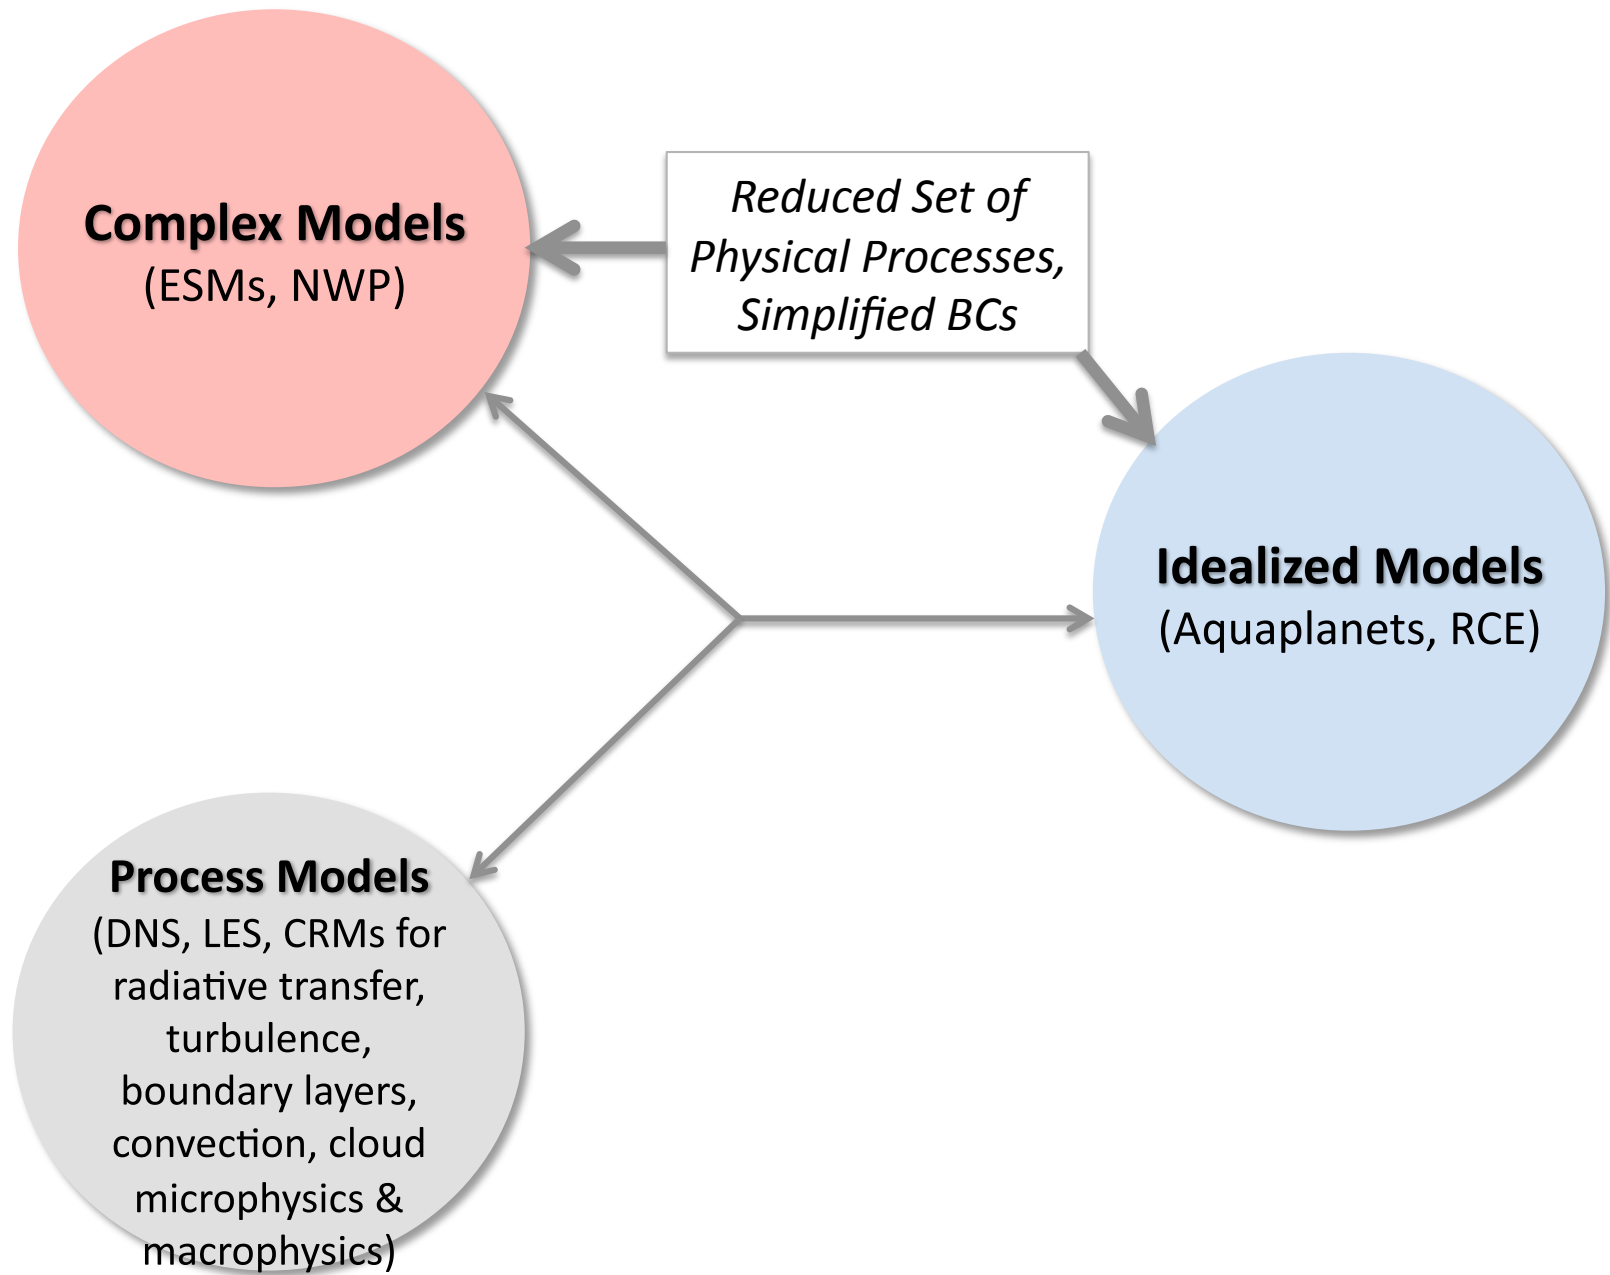 Complex Models
(ESMs, NWP)
Reduced Set of
Physical Processes,
Simplified BCs
Idealized Models
(Aquaplanets, RCE)
Process Models
(DNS, LES, CRMs for
radiative transfer,
turbulence,
boundary layers,
convection, cloud
microphysics &
macrophysics)